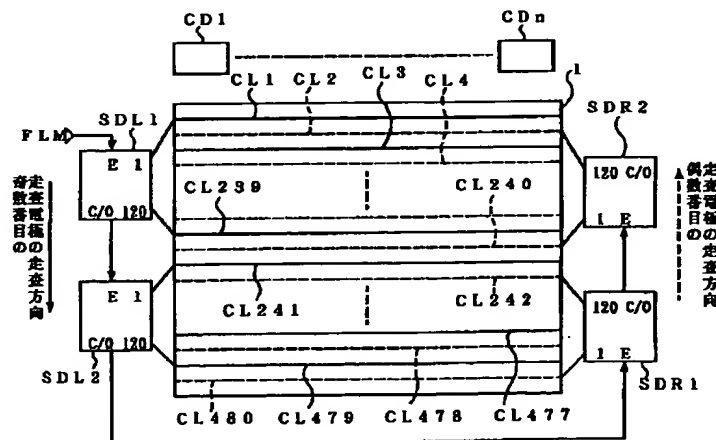 CD1
CDn
CL1
CL2
CL3
CL4
1
SDL1
SDR2
FLM
E 1
C/O 120
120 C/O
1 E
CL239
CL240
奇数番目の
走査電極の走査方向
偶数番目の
走査電極の走査方向
E 1
C/O 120
CL241
CL242
120 C/O
1 E
SDL2
SDR1
CL480
CL479
CL478
CL477